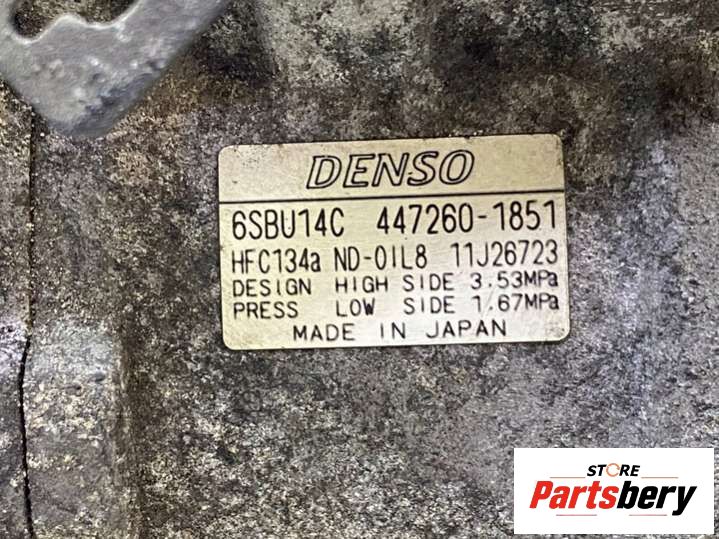 DENSO
6SBU14C 447260-1851
HFC134a ND-OIL8 11J26723
DESIGN HIGH SIDE 3.53MPa
PRESS LOW SIDE 1.67MPa
MADE IN JAPAN
STORE
Partsbery